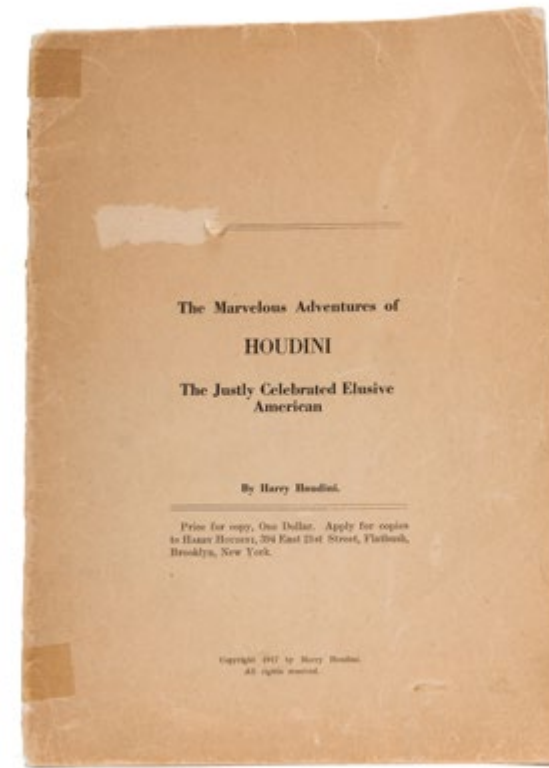 The Marvelous Adventures of
HOUDINI
The Justly Celebrated Elusive
American
By Harry Houdini.
Price for copy, One Dollar. Apply for copies
to HARRY HOUDINI, 394 East 21st Street, Flatbush,
Brooklyn, New York.
Copyright 1917 by Harry Houdini.
All rights reserved.